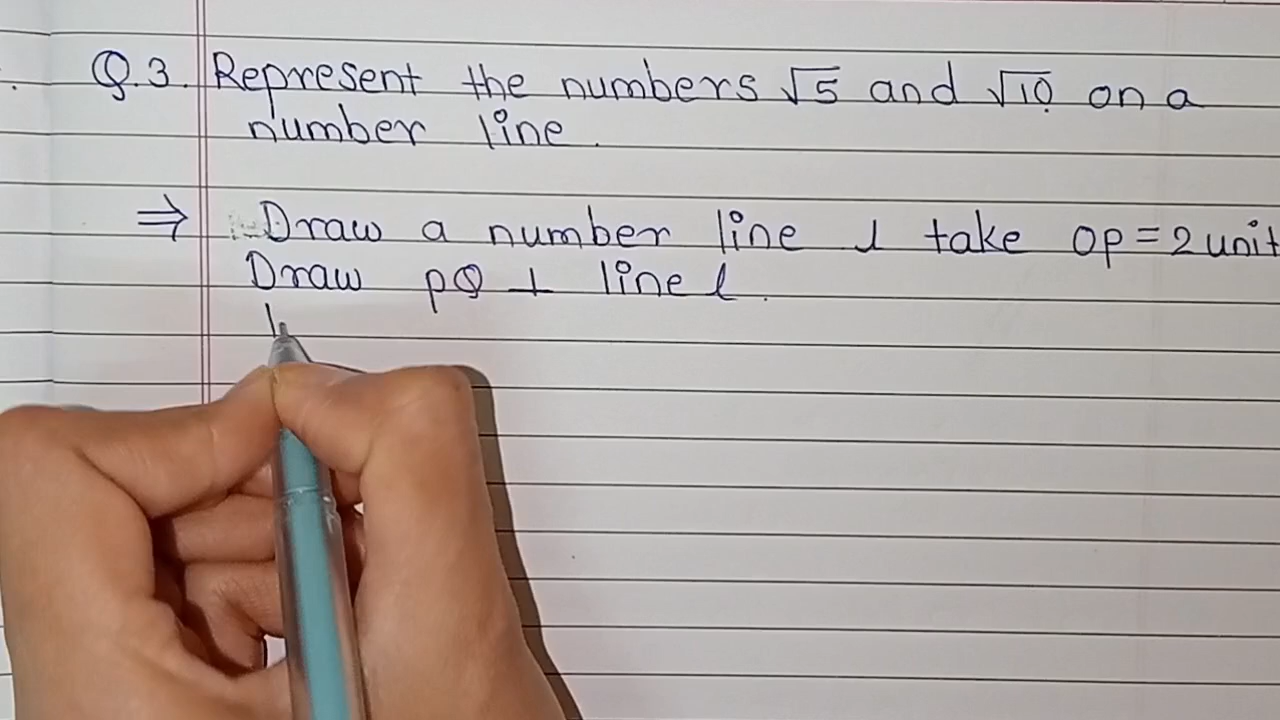 Q.3. Represent the numbers √5 and √10 on a
number line.
⇒ Draw a number line l take OP = 2 unit
Draw PQ ⊥ line l.